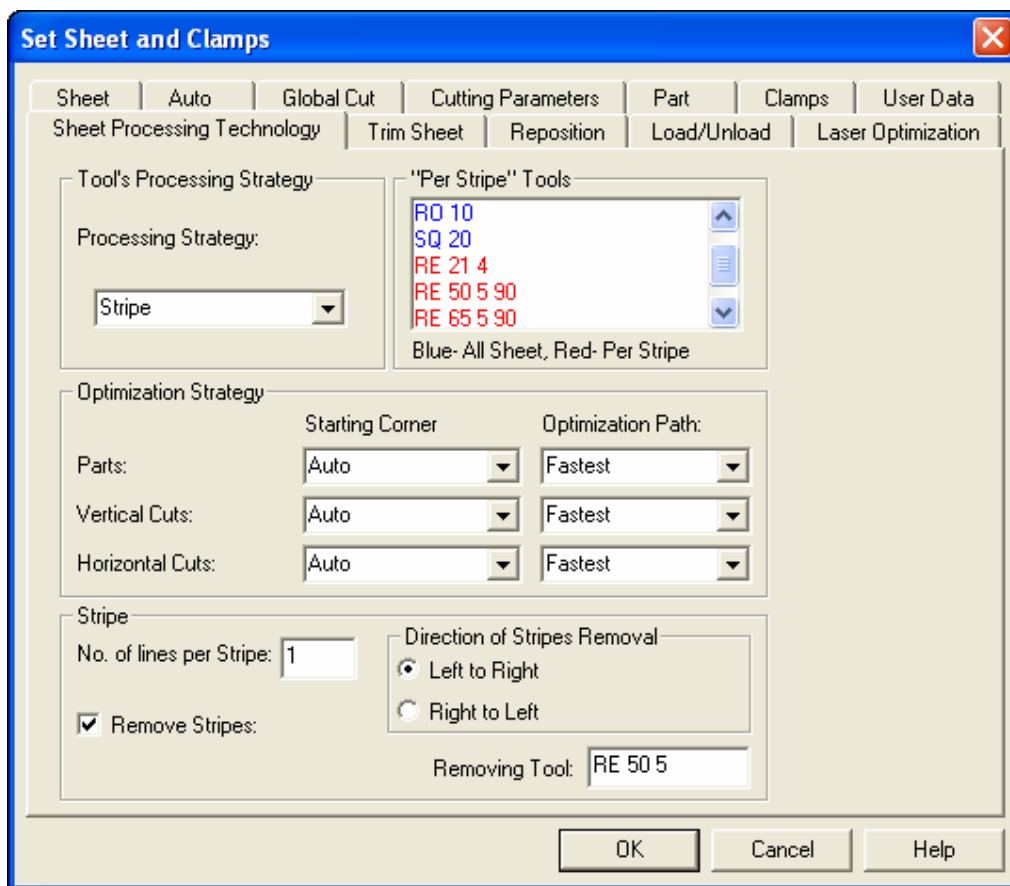 Set Sheet and Clamps
Sheet Auto Global Cut Cutting Parameters Part Clamps User Data
Sheet Processing Technology Trim Sheet Reposition Load/Unload Laser Optimization
Tool's Processing Strategy
Processing Strategy:
Stripe
"Per Stripe" Tools
RO 10
SQ 20
RE 21 4
RE 50 5 90
RE 65 5 90
Blue- All Sheet, Red- Per Stripe
Optimization Strategy
Starting Corner Optimization Path:
Parts: Auto Fastest
Vertical Cuts: Auto Fastest
Horizontal Cuts: Auto Fastest
Stripe
No. of lines per Stripe: 1
Remove Stripes:
Direction of Stripes Removal
Left to Right
Right to Left
Removing Tool: RE 50 5
OK Cancel Help